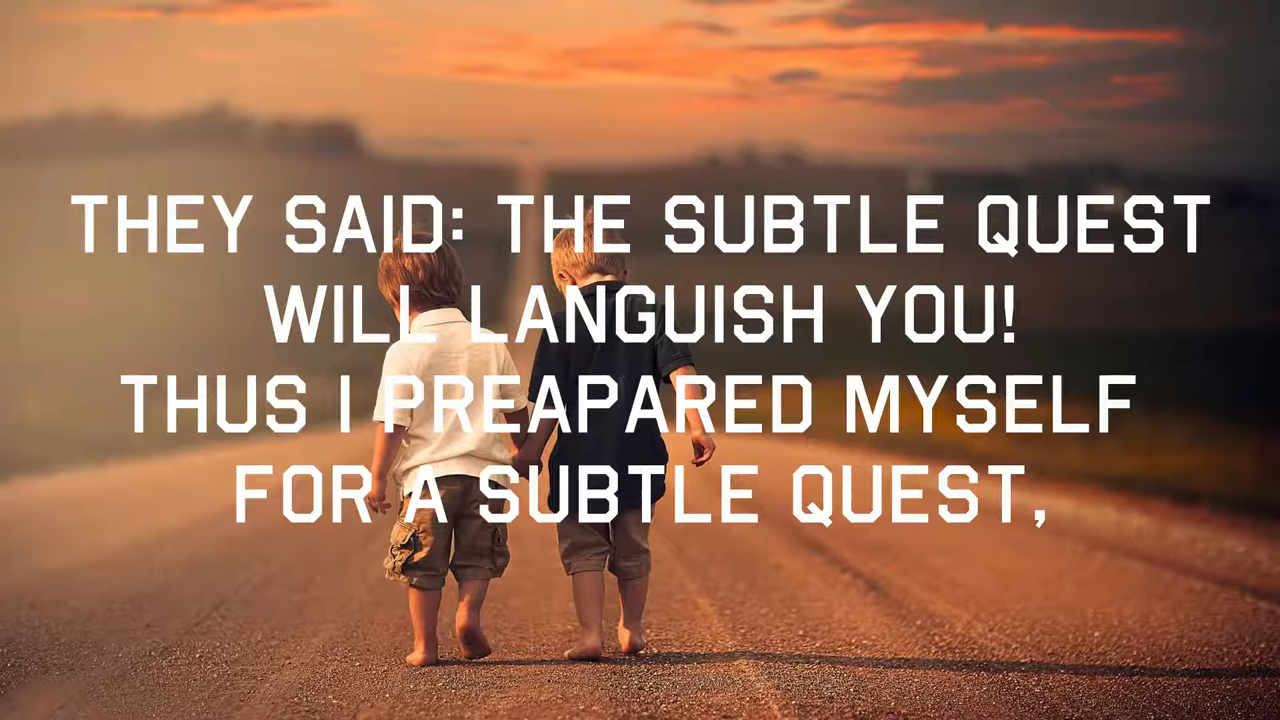 THEY SAID: THE SUBTLE QUEST
WILL LANGUISH YOU!
THUS I PREAPARED MYSELF
FOR A SUBTLE QUEST,